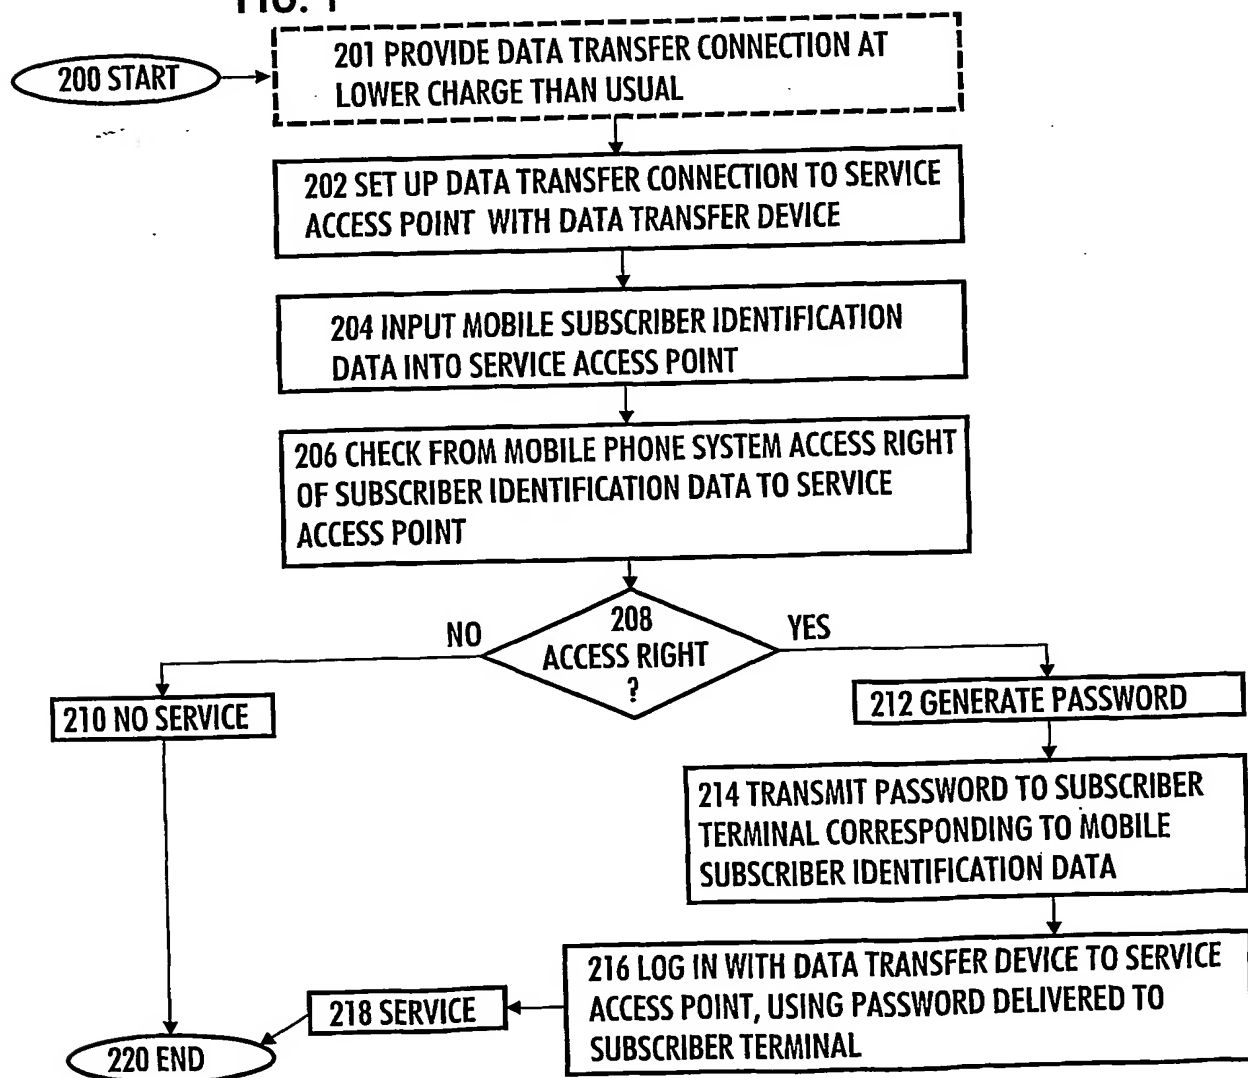 FIG. 1
200 START
201 PROVIDE DATA TRANSFER CONNECTION AT
LOWER CHARGE THAN USUAL
202 SET UP DATA TRANSFER CONNECTION TO SERVICE
ACCESS POINT WITH DATA TRANSFER DEVICE
204 INPUT MOBILE SUBSCRIBER IDENTIFICATION
DATA INTO SERVICE ACCESS POINT
206 CHECK FROM MOBILE PHONE SYSTEM ACCESS RIGHT
OF SUBSCRIBER IDENTIFICATION DATA TO SERVICE
ACCESS POINT
208
ACCESS RIGHT
?
NO
YES
210 NO SERVICE
212 GENERATE PASSWORD
214 TRANSMIT PASSWORD TO SUBSCRIBER
TERMINAL CORRESPONDING TO MOBILE
SUBSCRIBER IDENTIFICATION DATA
216 LOG IN WITH DATA TRANSFER DEVICE TO SERVICE
ACCESS POINT, USING PASSWORD DELIVERED TO
SUBSCRIBER TERMINAL
218 SERVICE
220 END